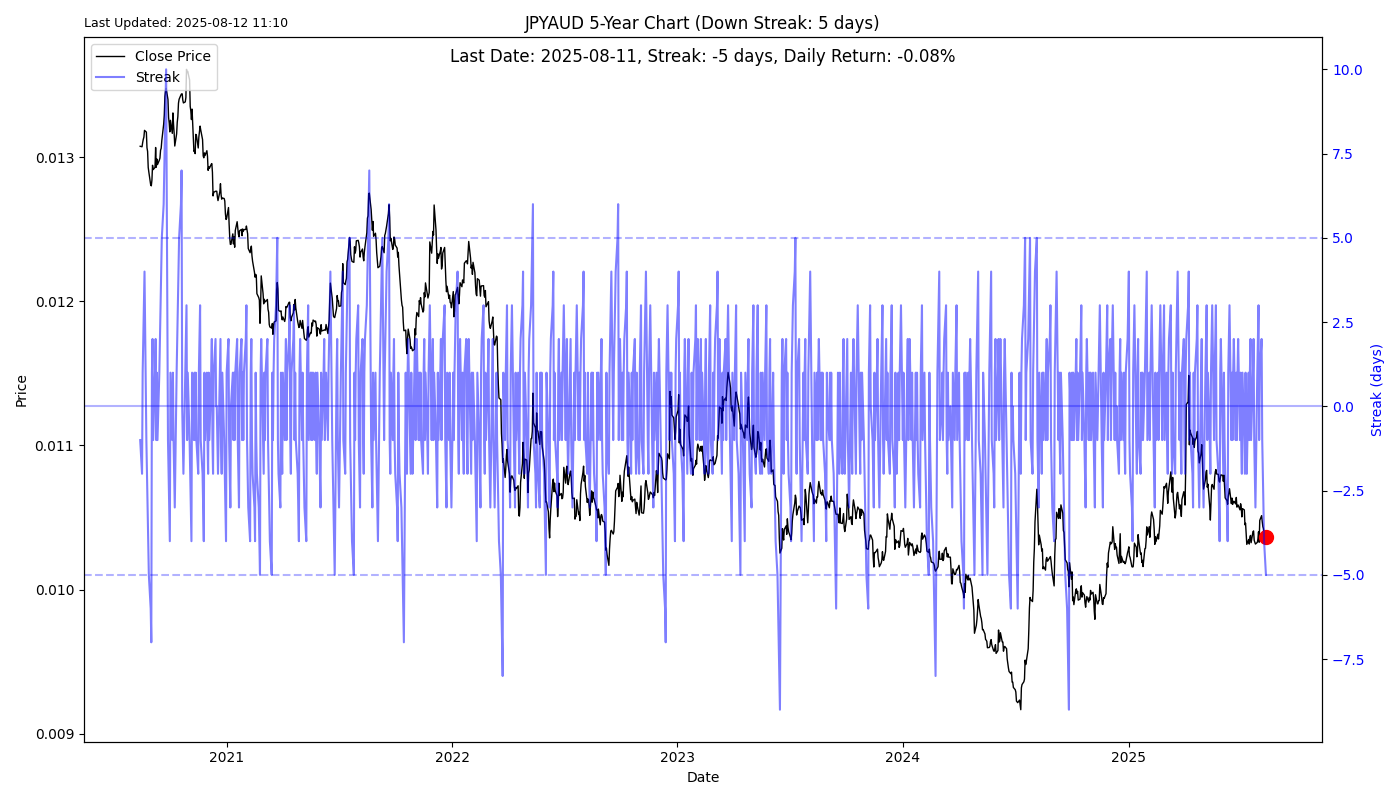 Last Updated: 2025-08-12 11:10
JPYAUD 5-Year Chart (Down Streak: 5 days)
Last Date: 2025-08-11, Streak: -5 days, Daily Return: -0.08%
Close Price
Streak
Price
0.013
0.012
0.011
0.010
0.009
10.0
7.5
5.0
2.5
0.0
−2.5
−5.0
−7.5
Streak (days)
2021
2022
2023
2024
2025
Date